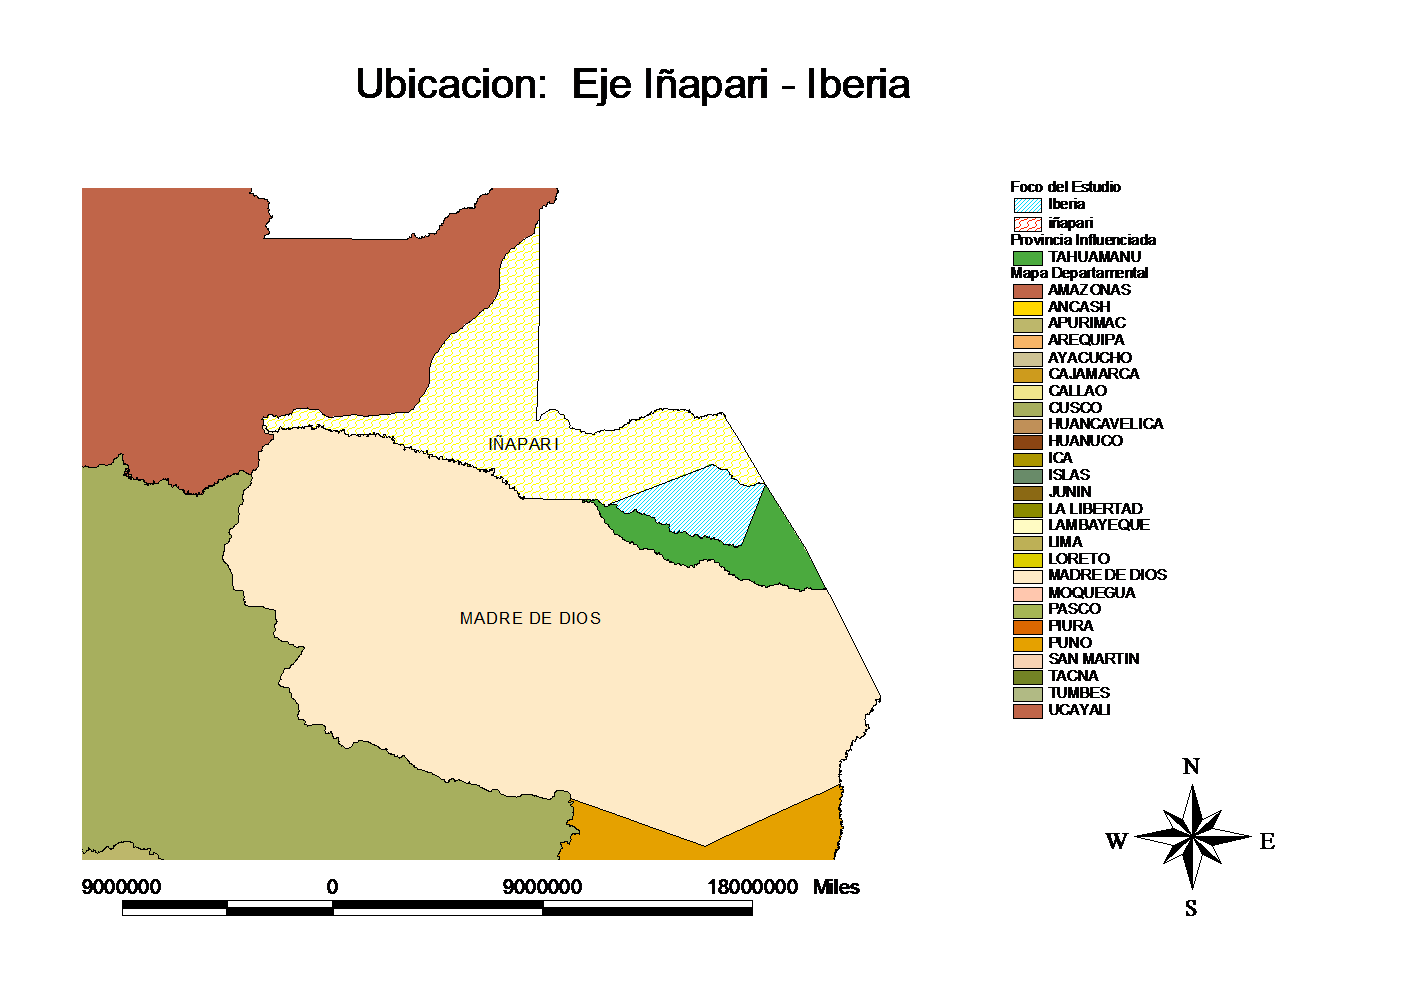 Ubicacion: Eje Iñapari - Iberia
Foco del Estudio
Iberia
iñapari
Provincia Influenciada
TAHUAMANU
Mapa Departamental
AMAZONAS
ANCASH
APURIMAC
AREQUIPA
AYACUCHO
CAJAMARCA
CALLAO
CUSCO
HUANCAVELICA
HUANUCO
ICA
ISLAS
JUNIN
LA LIBERTAD
LAMBAYEQUE
LIMA
LORETO
MADRE DE DIOS
MOQUEGUA
PASCO
PIURA
PUNO
SAN MARTIN
TACNA
TUMBES
UCAYALI
IÑAPARI
MADRE DE DIOS
N
W E
S
9000000 0 9000000 18000000 Miles